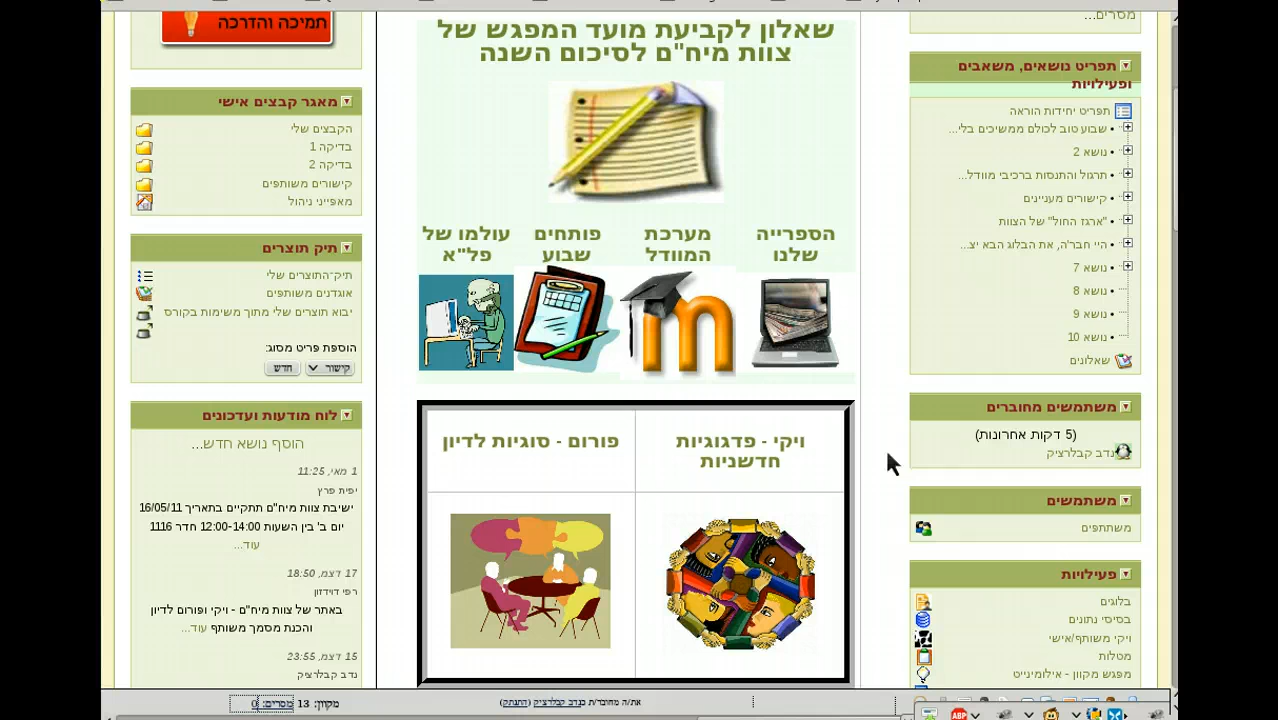 מסרים...
תפריט נושאים, משאבים
ופעילויות
תפריט יחידות הוראה
שבוע טוב לכולם ממשיכים בלי...
נושא 2
תרגול והתנסות ברכיבי מוודל...
קישורים מעניינים
"ארגז החול" של הצוות
היי חבר'ה, את הבלוג הבא יצ...
נושא 7
נושא 8
נושא 9
נושא 10
שאלונים
משתמשים מחוברים
(5 דקות אחרונות)
נדב קבלרציק
משתמשים
משתתפים
פעילויות
בלוגים
בסיסי נתונים
ויקי משותף/אישי
מטלות
מפגש מקוון - אילומינייט
שאלון לקביעת מועד המפגש של
צוות מיח"ם לסיכום השנה
הספרייה
שלנו
מערכת
המוודל
פותחים
שבוע
עולמו של
פל"א
ויקי - פדגוגיות
חדשניות
פורום - סוגיות לדיון
תמיכה והדרכה
מאגר קבצים אישי
הקבצים שלי
בדיקה 1
בדיקה 2
קישורים משותפים
מאפייני ניהול
תיק תוצרים
תיק־התוצרים שלי
אוגדנים משותפים
יבוא תוצרים שלי מתוך משימות בקורס
הוספת פריט מסוג:
קישור
חדש
לוח מודעות ועדכונים
הוסף נושא חדש...
1 מאי, 11:25
יפית פרץ
ישיבת צוות מיח"ם תתקיים בתאריך 16/05/11
יום ב' בין השעות 12:00-14:00 חדר 1116
עוד...
17 דצמ, 18:50
רפי דוידזון
באתר של צוות מיח"ם - ויקי ופורום לדיון
והכנת מסמך משותף עוד...
15 דצמ, 23:55
נדב קבלרציק
את/ה מחובר/ת כנדב קבלרציק (התנתק)
מקוון: 13 מסרים: 0
ABP